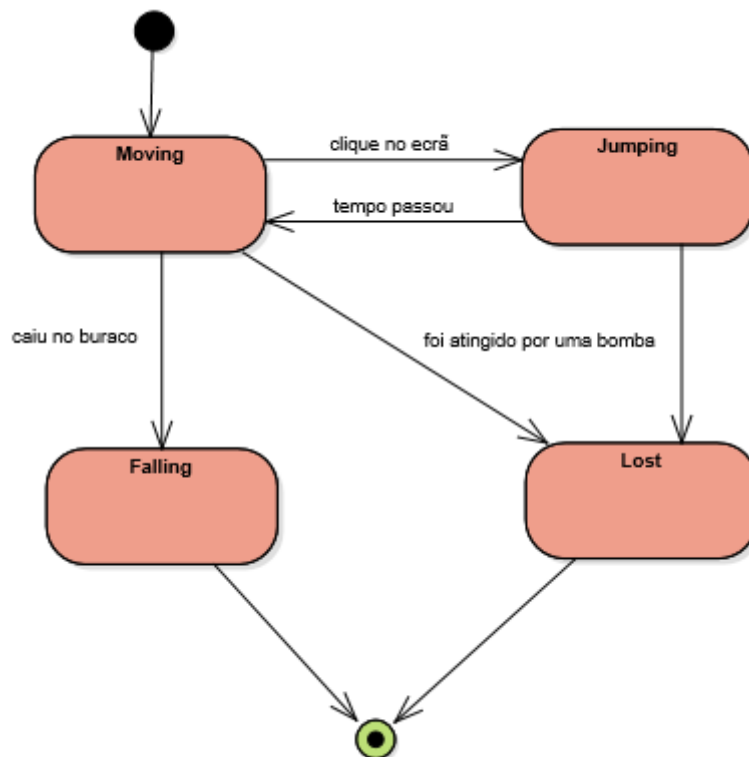 Moving
clique no ecrã
Jumping
tempo passou
caiu no buraco
foi atingido por uma bomba
Falling
Lost